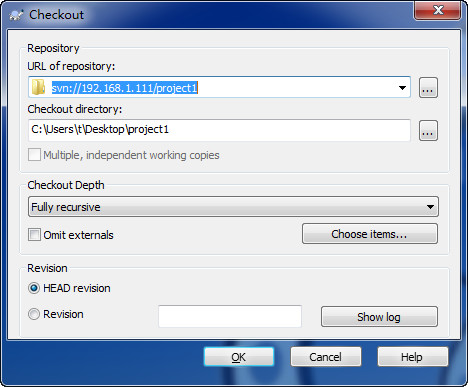 Checkout
Repository
URL of repository:
svn://192.168.1.111/project1
...
Checkout directory:
C:\Users\t\Desktop\project1
...
Multiple, independent working copies
Checkout Depth
Fully recursive
Omit externals
Choose items...
Revision
HEAD revision
Revision
Show log
OK
Cancel
Help